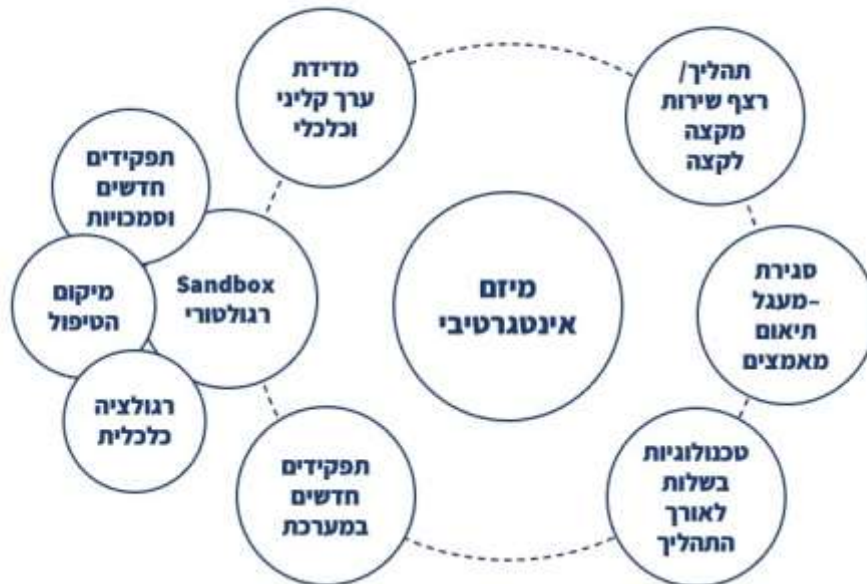 תהליך/
רצף שירות
מקצה
לקצה
סגירת
מעגל–
תיאום
מאמצים
טכנולוגיות
בשלות
לאורך
התהליך
תפקידים
חדשים
במערכת
Sandbox
רגולטורי
תפקידים
חדשים
וסמכויות
מיקום
הטיפול
רגולציה
כלכלית
מדידת
ערך קליני
וכלכלי
מיזם
אינטגרטיבי